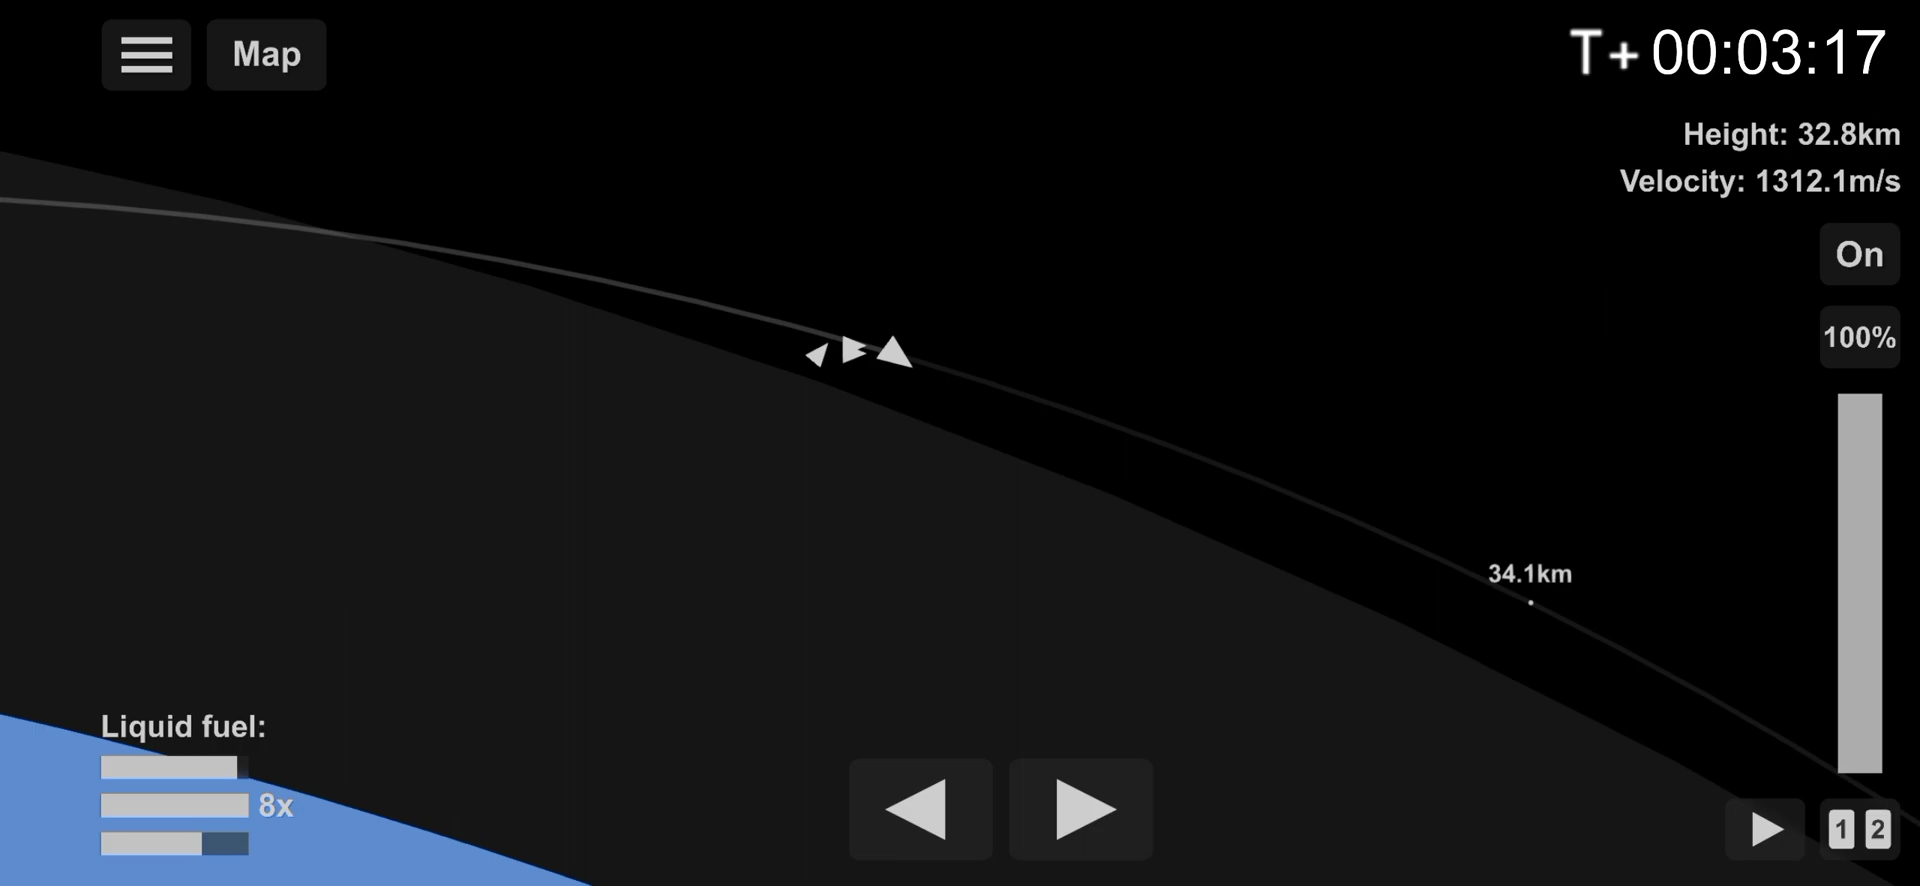 Map
T+ 00:03:17
Height: 32.8km
Velocity: 1312.1m/s
On
100%
34.1km
Liquid fuel:
8x
1 2